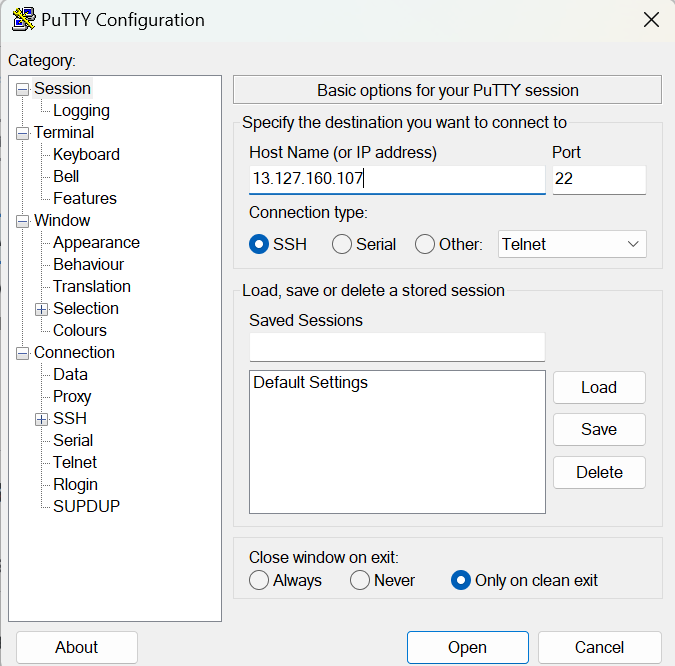 PuTTY Configuration
Category:
Session
Logging
Terminal
Keyboard
Bell
Features
Window
Appearance
Behaviour
Translation
Selection
Colours
Connection
Data
Proxy
SSH
Serial
Telnet
Rlogin
SUPDUP
Basic options for your PuTTY session
Specify the destination you want to connect to
Host Name (or IP address) Port
13.127.160.107 22
Connection type:
SSH Serial Other: Telnet
Load, save or delete a stored session
Saved Sessions
Default Settings
Load
Save
Delete
Close window on exit:
Always Never Only on clean exit
About Open Cancel